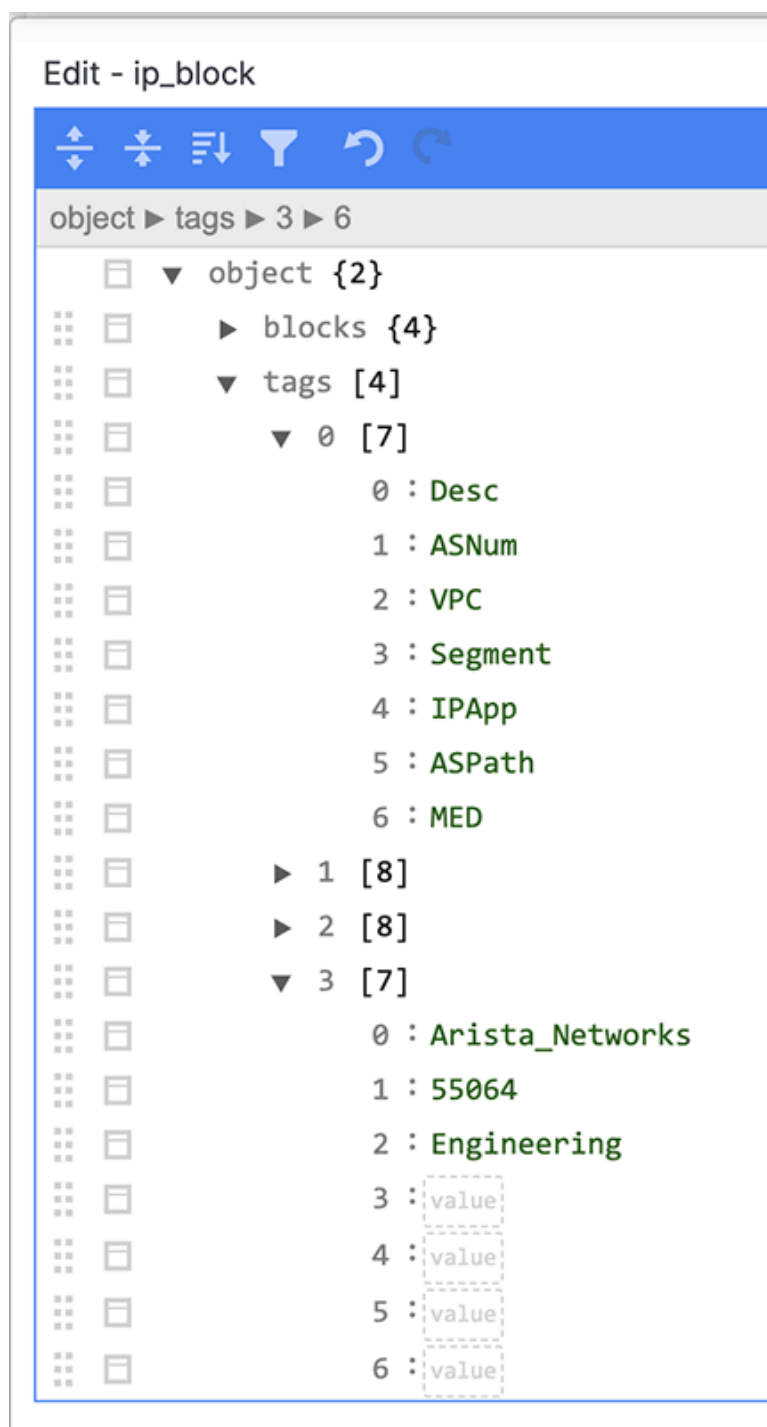 Edit - ip_block
object ► tags ► 3 ► 6
▼ object {2}
► blocks {4}
▼ tags [4]
▼ 0 [7]
0 : Desc
1 : ASNum
2 : VPC
3 : Segment
4 : IPApp
5 : ASPath
6 : MED
► 1 [8]
► 2 [8]
▼ 3 [7]
0 : Arista_Networks
1 : 55064
2 : Engineering
3 : value
4 : value
5 : value
6 : value